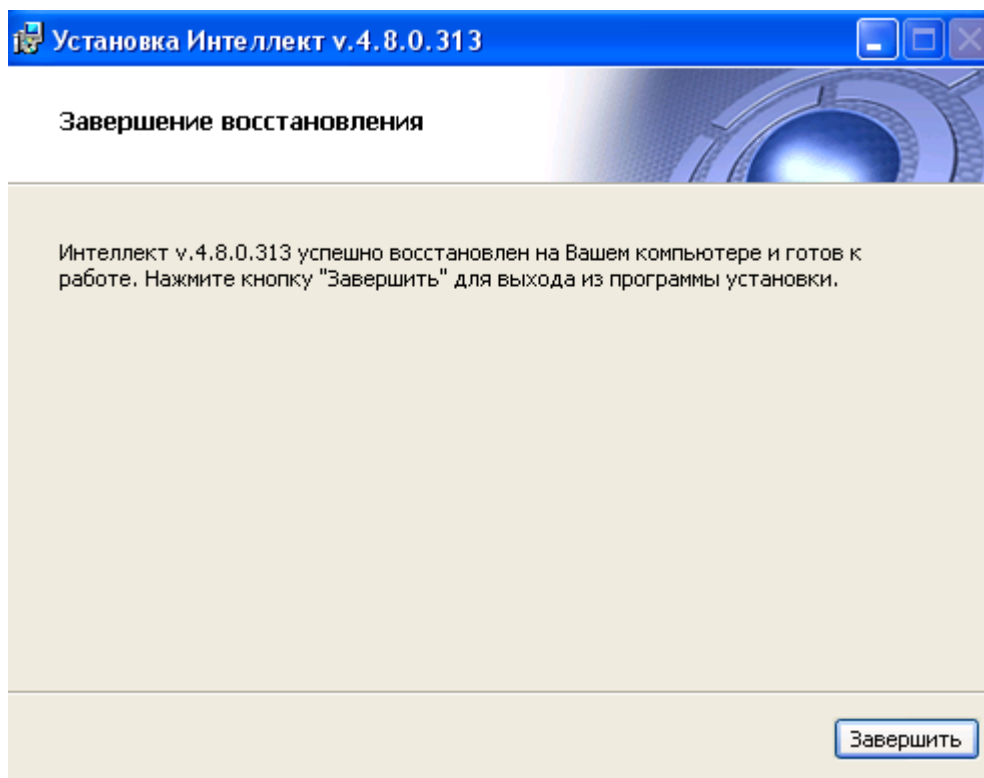 Установка Интеллект v.4.8.0.313
Завершение восстановления
Интеллект v.4.8.0.313 успешно восстановлен на Вашем компьютере и готов к
работе. Нажмите кнопку "Завершить" для выхода из программы установки.
Завершить